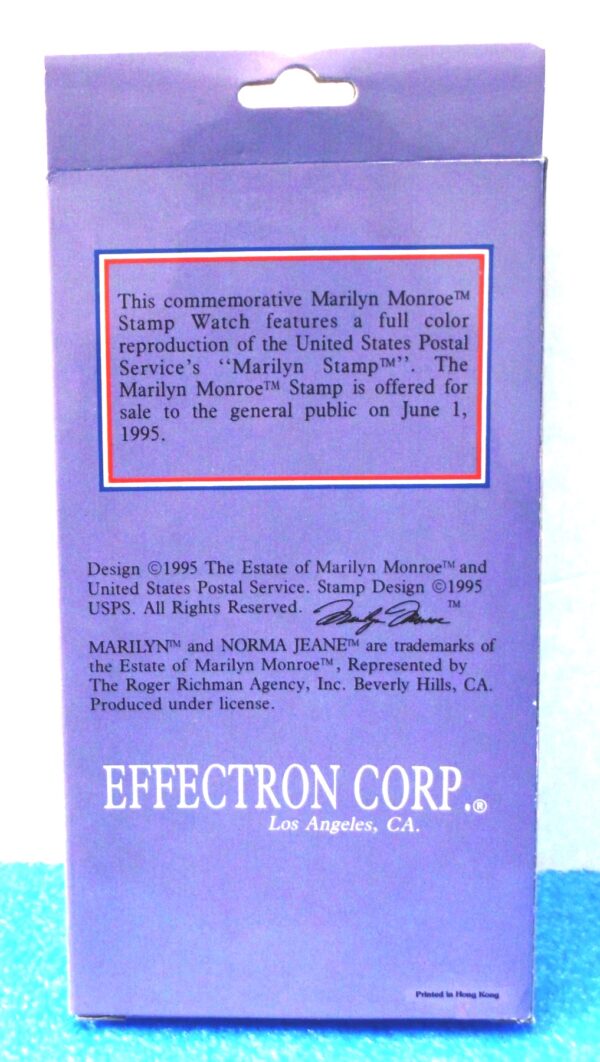 This commemorative Marilyn Monroe™
Stamp Watch features a full color
reproduction of the United States Postal
Service's ‘‘Marilyn Stamp™’’. The
Marilyn Monroe™ Stamp is offered for
sale to the general public on June 1,
1995.
Design ©1995 The Estate of Marilyn Monroe™ and
United States Postal Service. Stamp Design ©1995
USPS. All Rights Reserved. Marilyn Monroe ™
MARILYN™ and NORMA JEANE™ are trademarks of
the Estate of Marilyn Monroe™, Represented by
The Roger Richman Agency, Inc. Beverly Hills, CA.
Produced under license.
EFFECTRON CORP.®
Los Angeles, CA.
Printed in Hong Kong